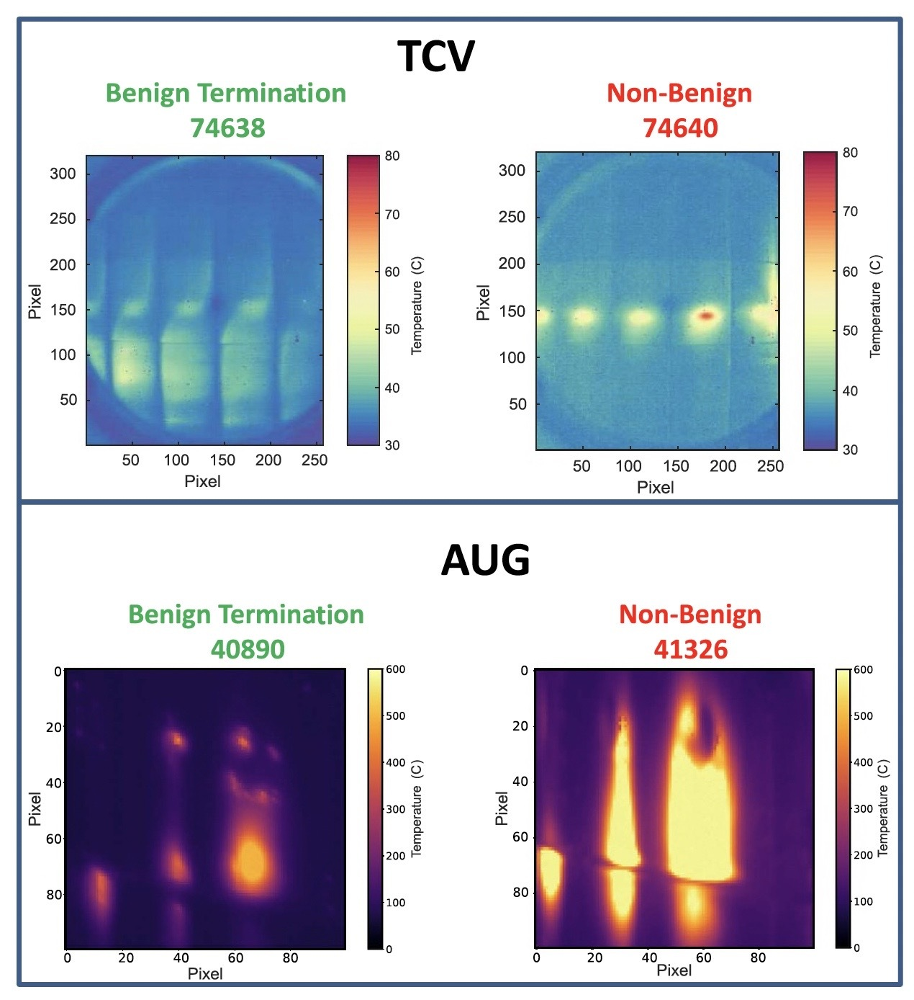 TCV
Benign Termination
74638
Non-Benign
74640
300
250
200
150
100
50
50 100 150 200 250
Pixel
Pixel
80
70
60
50
40
30
Temperature (C)
300
250
200
150
100
50
50 100 150 200 250
Pixel
Pixel
80
70
60
50
40
30
Temperature (C)
AUG
Benign Termination
40890
Non-Benign
41326
0
20
40
60
80
0 20 40 60 80
Pixel
Pixel
600
500
400
300
200
100
0
Temperature (C)
0
20
40
60
80
0 20 40 60 80
Pixel
Pixel
600
500
400
300
200
100
0
Temperature (C)